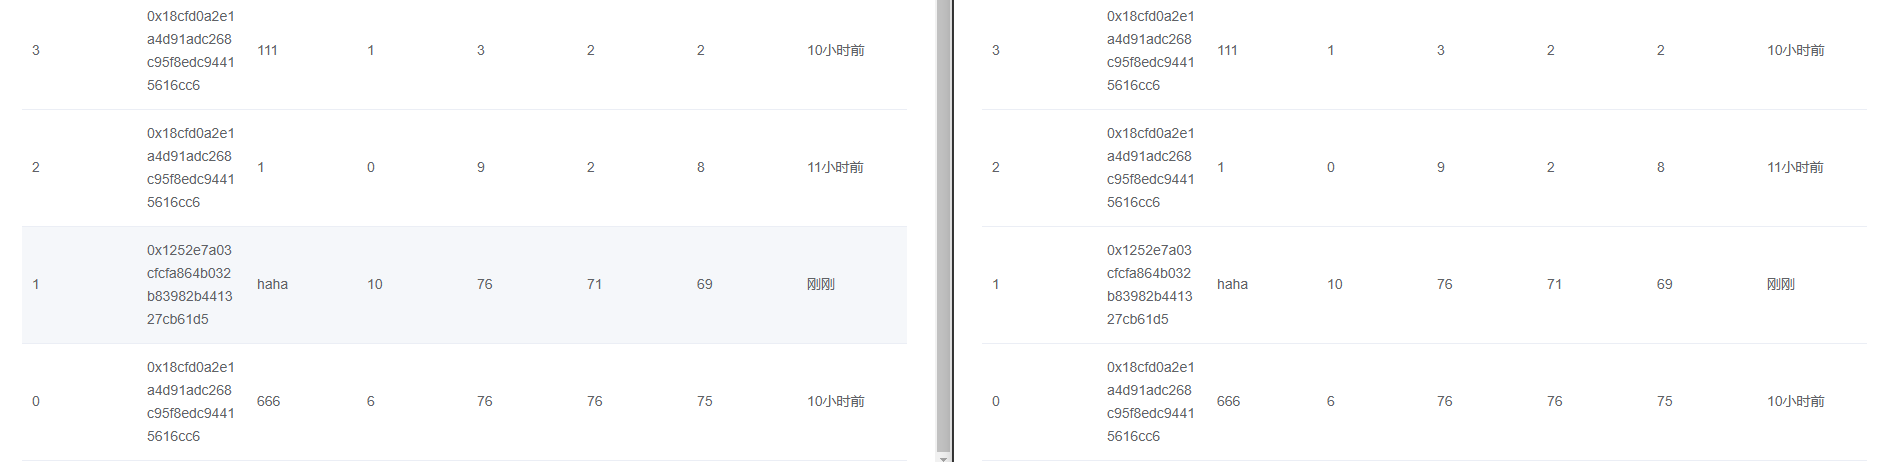 3 0x18cfd0a2e1a4d91adc268c95f8edc94415616cc6 111 1 3 2 2 10小时前
2 0x18cfd0a2e1a4d91adc268c95f8edc94415616cc6 1 0 9 2 8 11小时前
1 0x1252e7a03cfcfa864b032b83982b441327cb61d5 haha 10 76 71 69 刚刚
0 0x18cfd0a2e1a4d91adc268c95f8edc94415616cc6 666 6 76 76 75 10小时前
3 0x18cfd0a2e1a4d91adc268c95f8edc94415616cc6 111 1 3 2 2 10小时前
2 0x18cfd0a2e1a4d91adc268c95f8edc94415616cc6 1 0 9 2 8 11小时前
1 0x1252e7a03cfcfa864b032b83982b441327cb61d5 haha 10 76 71 69 刚刚
0 0x18cfd0a2e1a4d91adc268c95f8edc94415616cc6 666 6 76 76 75 10小时前